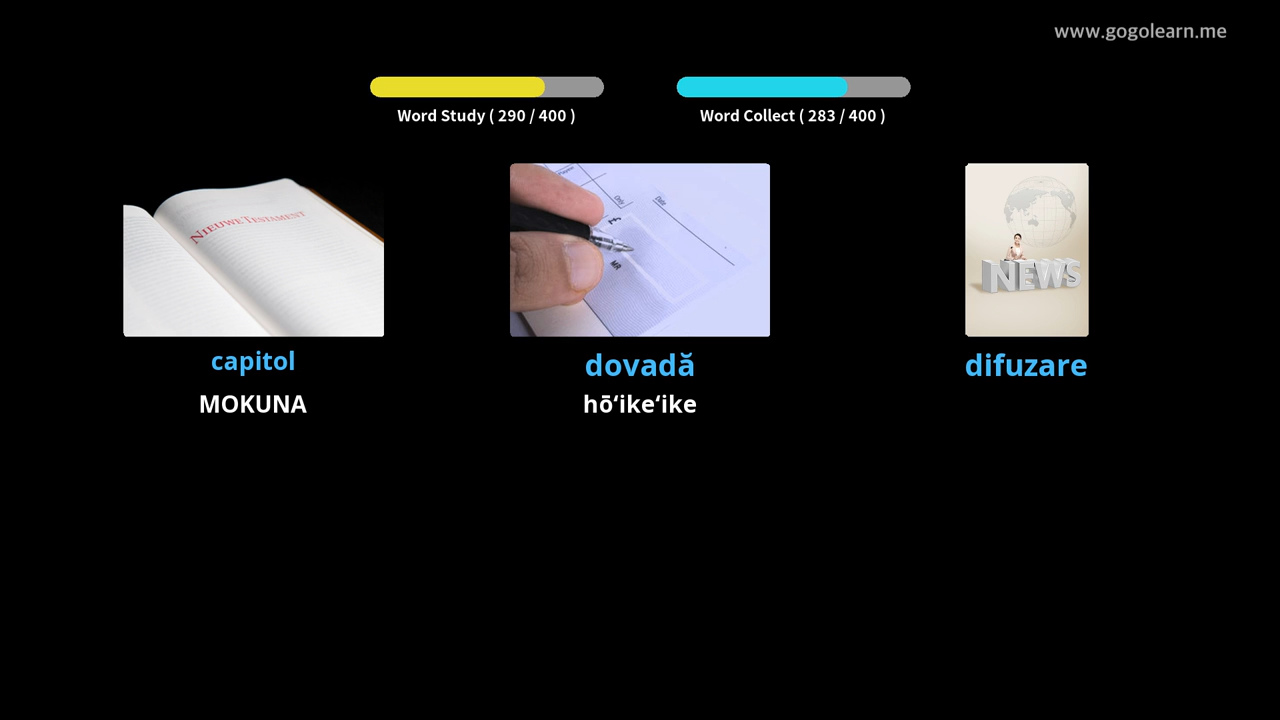 www.gogolearn.me
Word Study ( 290 / 400 )
Word Collect ( 283 / 400 )
NIEUWE TESTAMENT
NEWS
capitol
dovadă
difuzare
MOKUNA
hōʻikeʻike